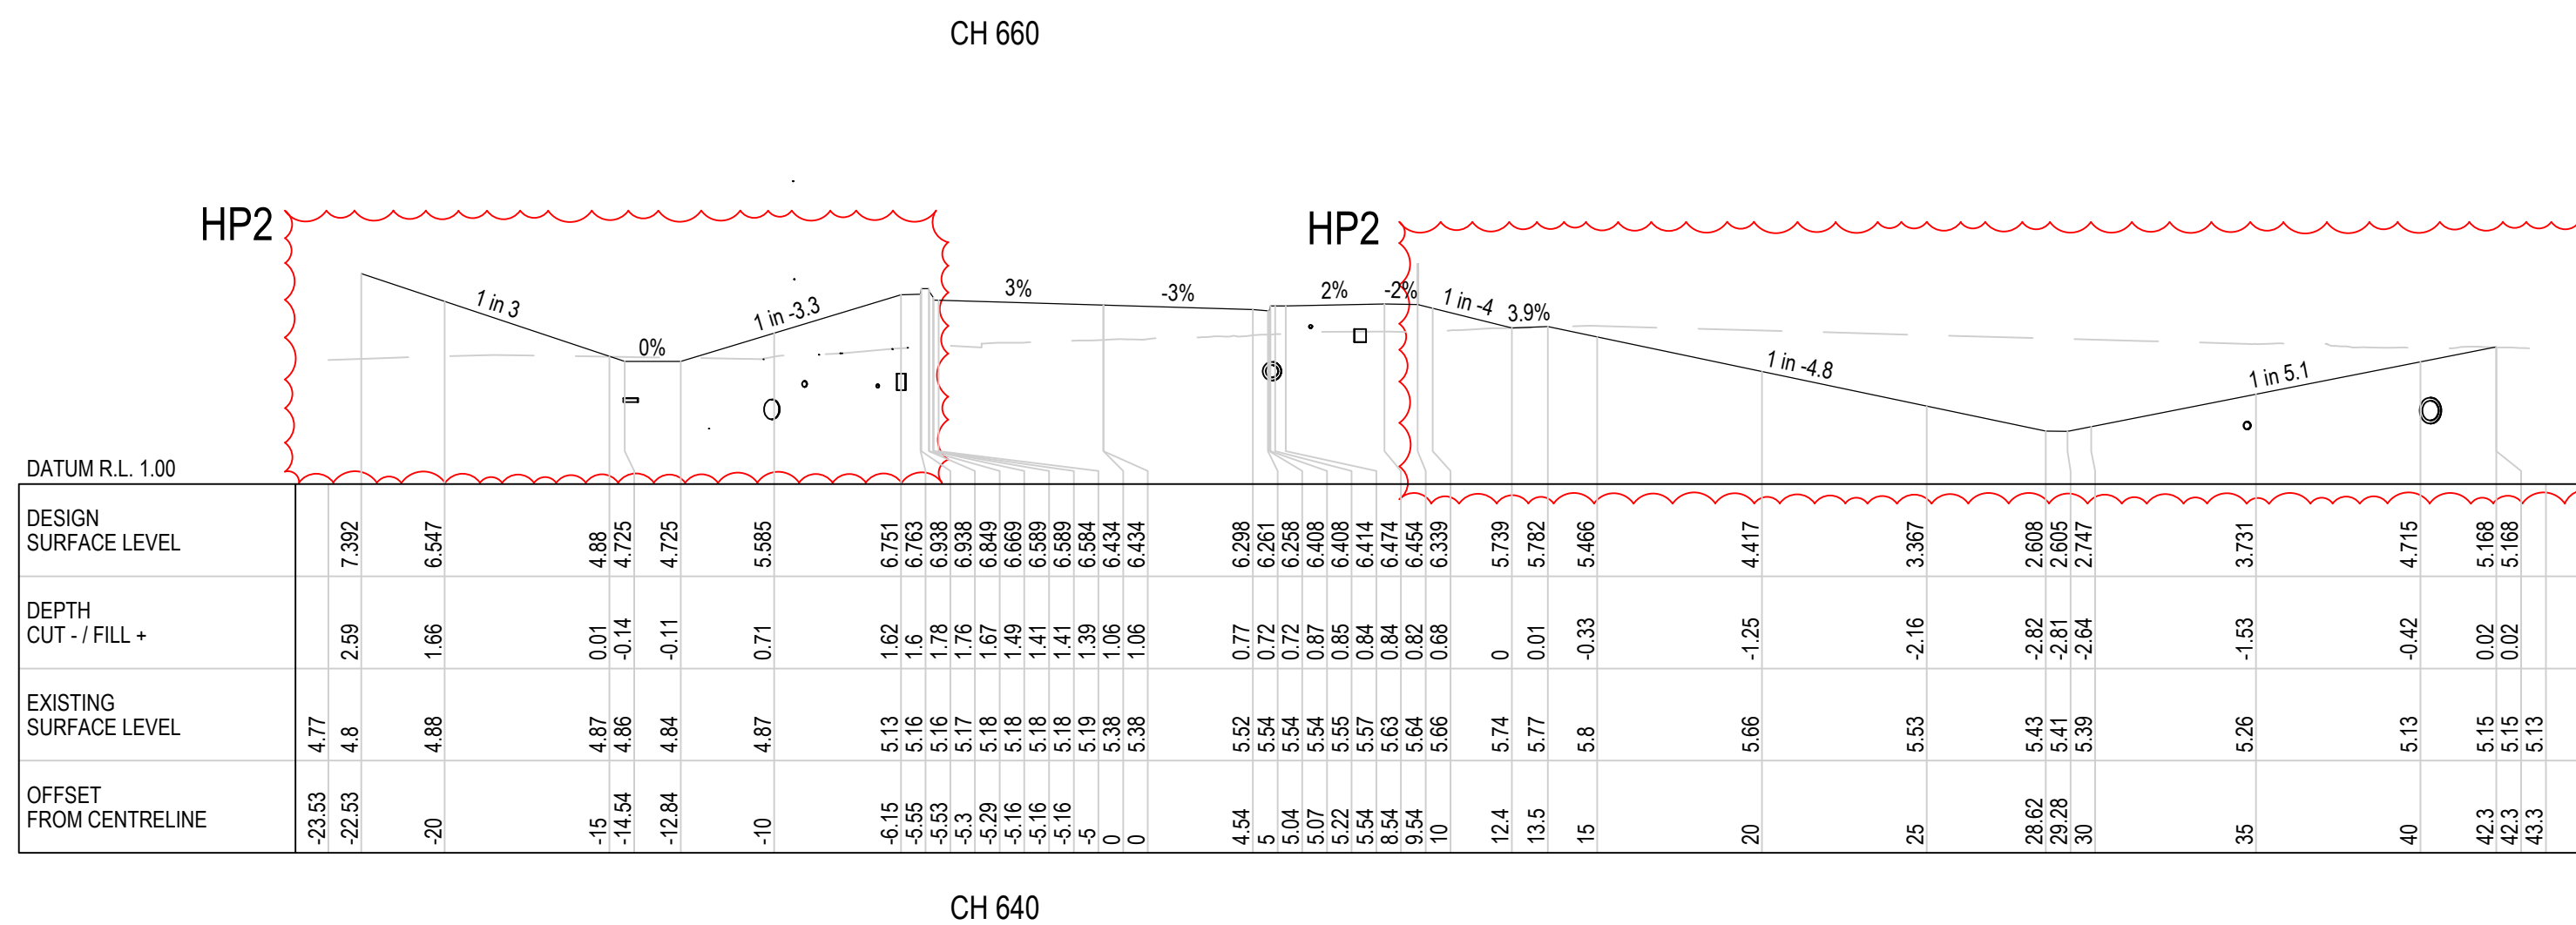 CH 660
HP2
HP2
1 in 3
0%
1 in -3.3
3%
-3%
2%
-2%
1 in -4
3.9%
1 in -4.8
1 in 5.1
DATUM R.L. 1.00
DESIGN
SURFACE LEVEL
7.392 6.547 4.88 4.725 4.725 5.585 6.751 6.763 6.938 6.938 6.849 6.669 6.589 6.589 6.584 6.434 6.434 6.298 6.261 6.258 6.408 6.408 6.414 6.474 6.454 6.339 5.739 5.782 5.466 4.417 3.367 2.608 2.605 2.747 3.731 4.715 5.168 5.168
DEPTH
CUT - / FILL +
2.59 1.66 0.01 -0.14 -0.11 0.71 1.62 1.6 1.78 1.76 1.67 1.49 1.41 1.41 1.39 1.06 1.06 0.77 0.72 0.72 0.87 0.85 0.84 0.84 0.82 0.68 0 0.01 -0.33 -1.25 -2.16 -2.82 -2.81 -2.64 -1.53 -0.42 0.02 0.02
EXISTING
SURFACE LEVEL
4.77 4.8 4.88 4.87 4.86 4.84 4.87 5.13 5.16 5.16 5.17 5.18 5.18 5.18 5.18 5.19 5.38 5.38 5.52 5.54 5.54 5.54 5.55 5.57 5.63 5.64 5.66 5.74 5.77 5.8 5.66 5.53 5.43 5.41 5.39 5.26 5.13 5.15 5.15 5.13
OFFSET
FROM CENTRELINE
-23.53 -22.53 -20 -15 -14.54 -12.84 -10 -6.15 -5.55 -5.53 -5.3 -5.29 -5.16 -5.16 -5.16 -5 0 0 4.54 5 5.04 5.07 5.22 5.54 8.54 9.54 10 12.4 13.5 15 20 25 28.62 29.28 30 35 40 42.3 42.3 43.3
CH 640